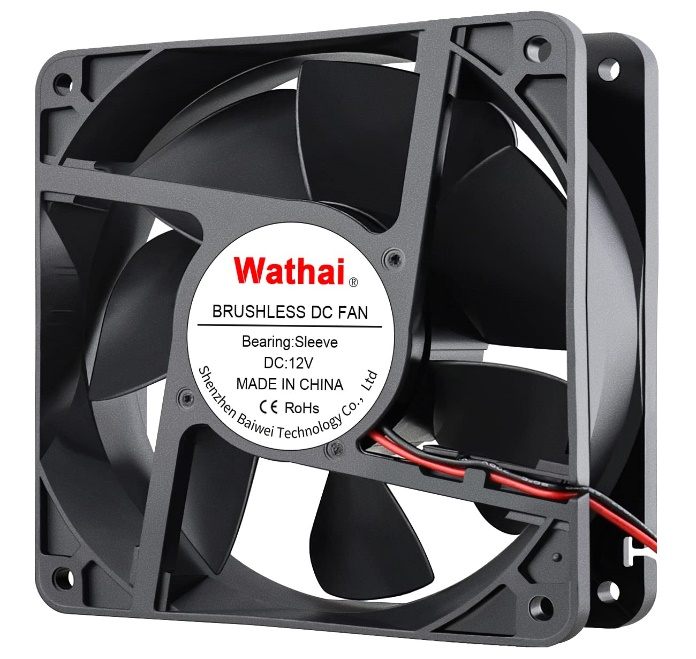 Wathai®
BRUSHLESS DC FAN
Bearing:Sleeve
DC:12V
MADE IN CHINA
CE RoHs
Shenzhen Baiwei Technology Co., Ltd